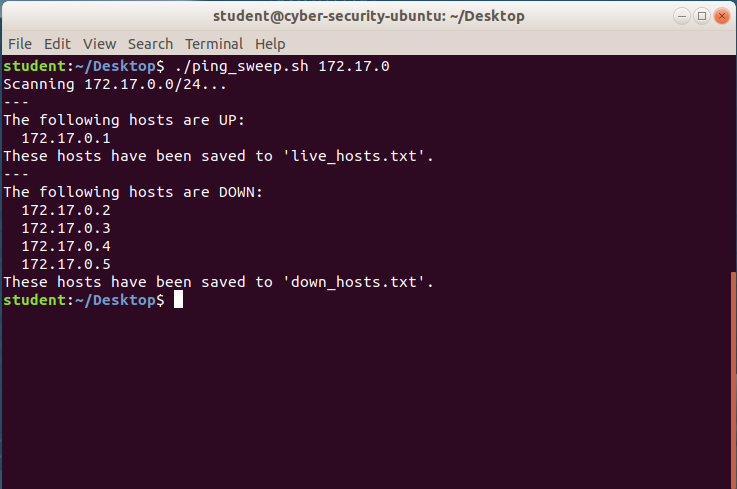 student@cyber-security-ubuntu: ~/Desktop
File Edit View Search Terminal Help
student:~/Desktop$ ./ping_sweep.sh 172.17.0
Scanning 172.17.0.0/24...
---
The following hosts are UP:
  172.17.0.1
These hosts have been saved to 'live_hosts.txt'.
---
The following hosts are DOWN:
  172.17.0.2
  172.17.0.3
  172.17.0.4
  172.17.0.5
These hosts have been saved to 'down_hosts.txt'.
student:~/Desktop$